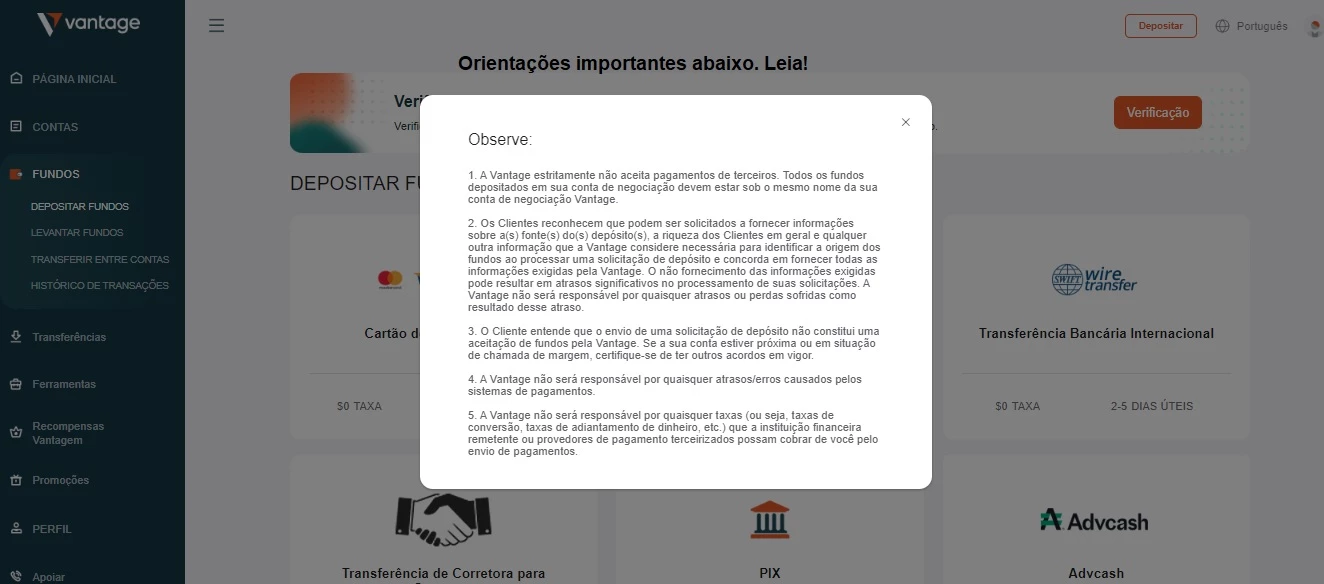 vantage
PÁGINA INICIAL
CONTAS
FUNDOS
DEPOSITAR FUNDOS
LEVANTAR FUNDOS
TRANSFERIR ENTRE CONTAS
HISTÓRICO DE TRANSAÇÕES
Transferências
Ferramentas
Recompensas
Vantagem
Promoções
PERFIL
Apoiar
Depositar
Português
Orientações importantes abaixo. Leia!
Verificação
DEPOSITAR
Observe:
1. A Vantage estritamente não aceita pagamentos de terceiros. Todos os fundos
depositados em sua conta de negociação devem estar sob o mesmo nome da sua
conta de negociação Vantage.
2. Os Clientes reconhecem que podem ser solicitados a fornecer informações
sobre a(s) fonte(s) do(s) depósito(s), a riqueza dos Clientes em geral e qualquer
outra informação que a Vantage considere necessária para identificar a origem dos
fundos ao processar uma solicitação de depósito e concorda em fornecer todas as
informações exigidas pela Vantage. O não fornecimento das informações exigidas
pode resultar em atrasos significativos no processamento de suas solicitações. A
Vantage não será responsável por quaisquer atrasos ou perdas sofridas como
resultado desse atraso.
3. O Cliente entende que o envio de uma solicitação de depósito não constitui uma
aceitação de fundos pela Vantage. Se a sua conta estiver próxima ou em situação
de chamada de margem, certifique-se de ter outros acordos em vigor.
4. A Vantage não será responsável por quaisquer atrasos/erros causados pelos
sistemas de pagamentos.
5. A Vantage não será responsável por quaisquer taxas (ou seja, taxas de
conversão, taxas de adiantamento de dinheiro, etc.) que a instituição financeira
remetente ou provedores de pagamento terceirizados possam cobrar de você pelo
envio de pagamentos.
Cartão
$0 TAXA
SWIFT wire
transfer
Transferência Bancária Internacional
$0 TAXA
2-5 DIAS ÚTEIS
Transferência de Corretora para
PIX
Advcash
Advcash